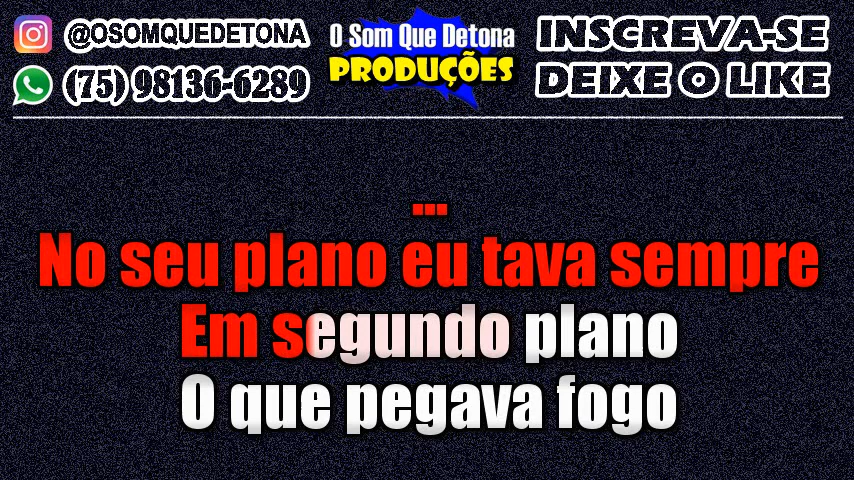 @OSOMQUEDETONA
(75) 98136-6289
O Som Que Detona
PRODUÇÕES
INSCREVA-SE
DEIXE O LIKE
...
No seu plano eu tava sempre
Em segundo plano
O que pegava fogo